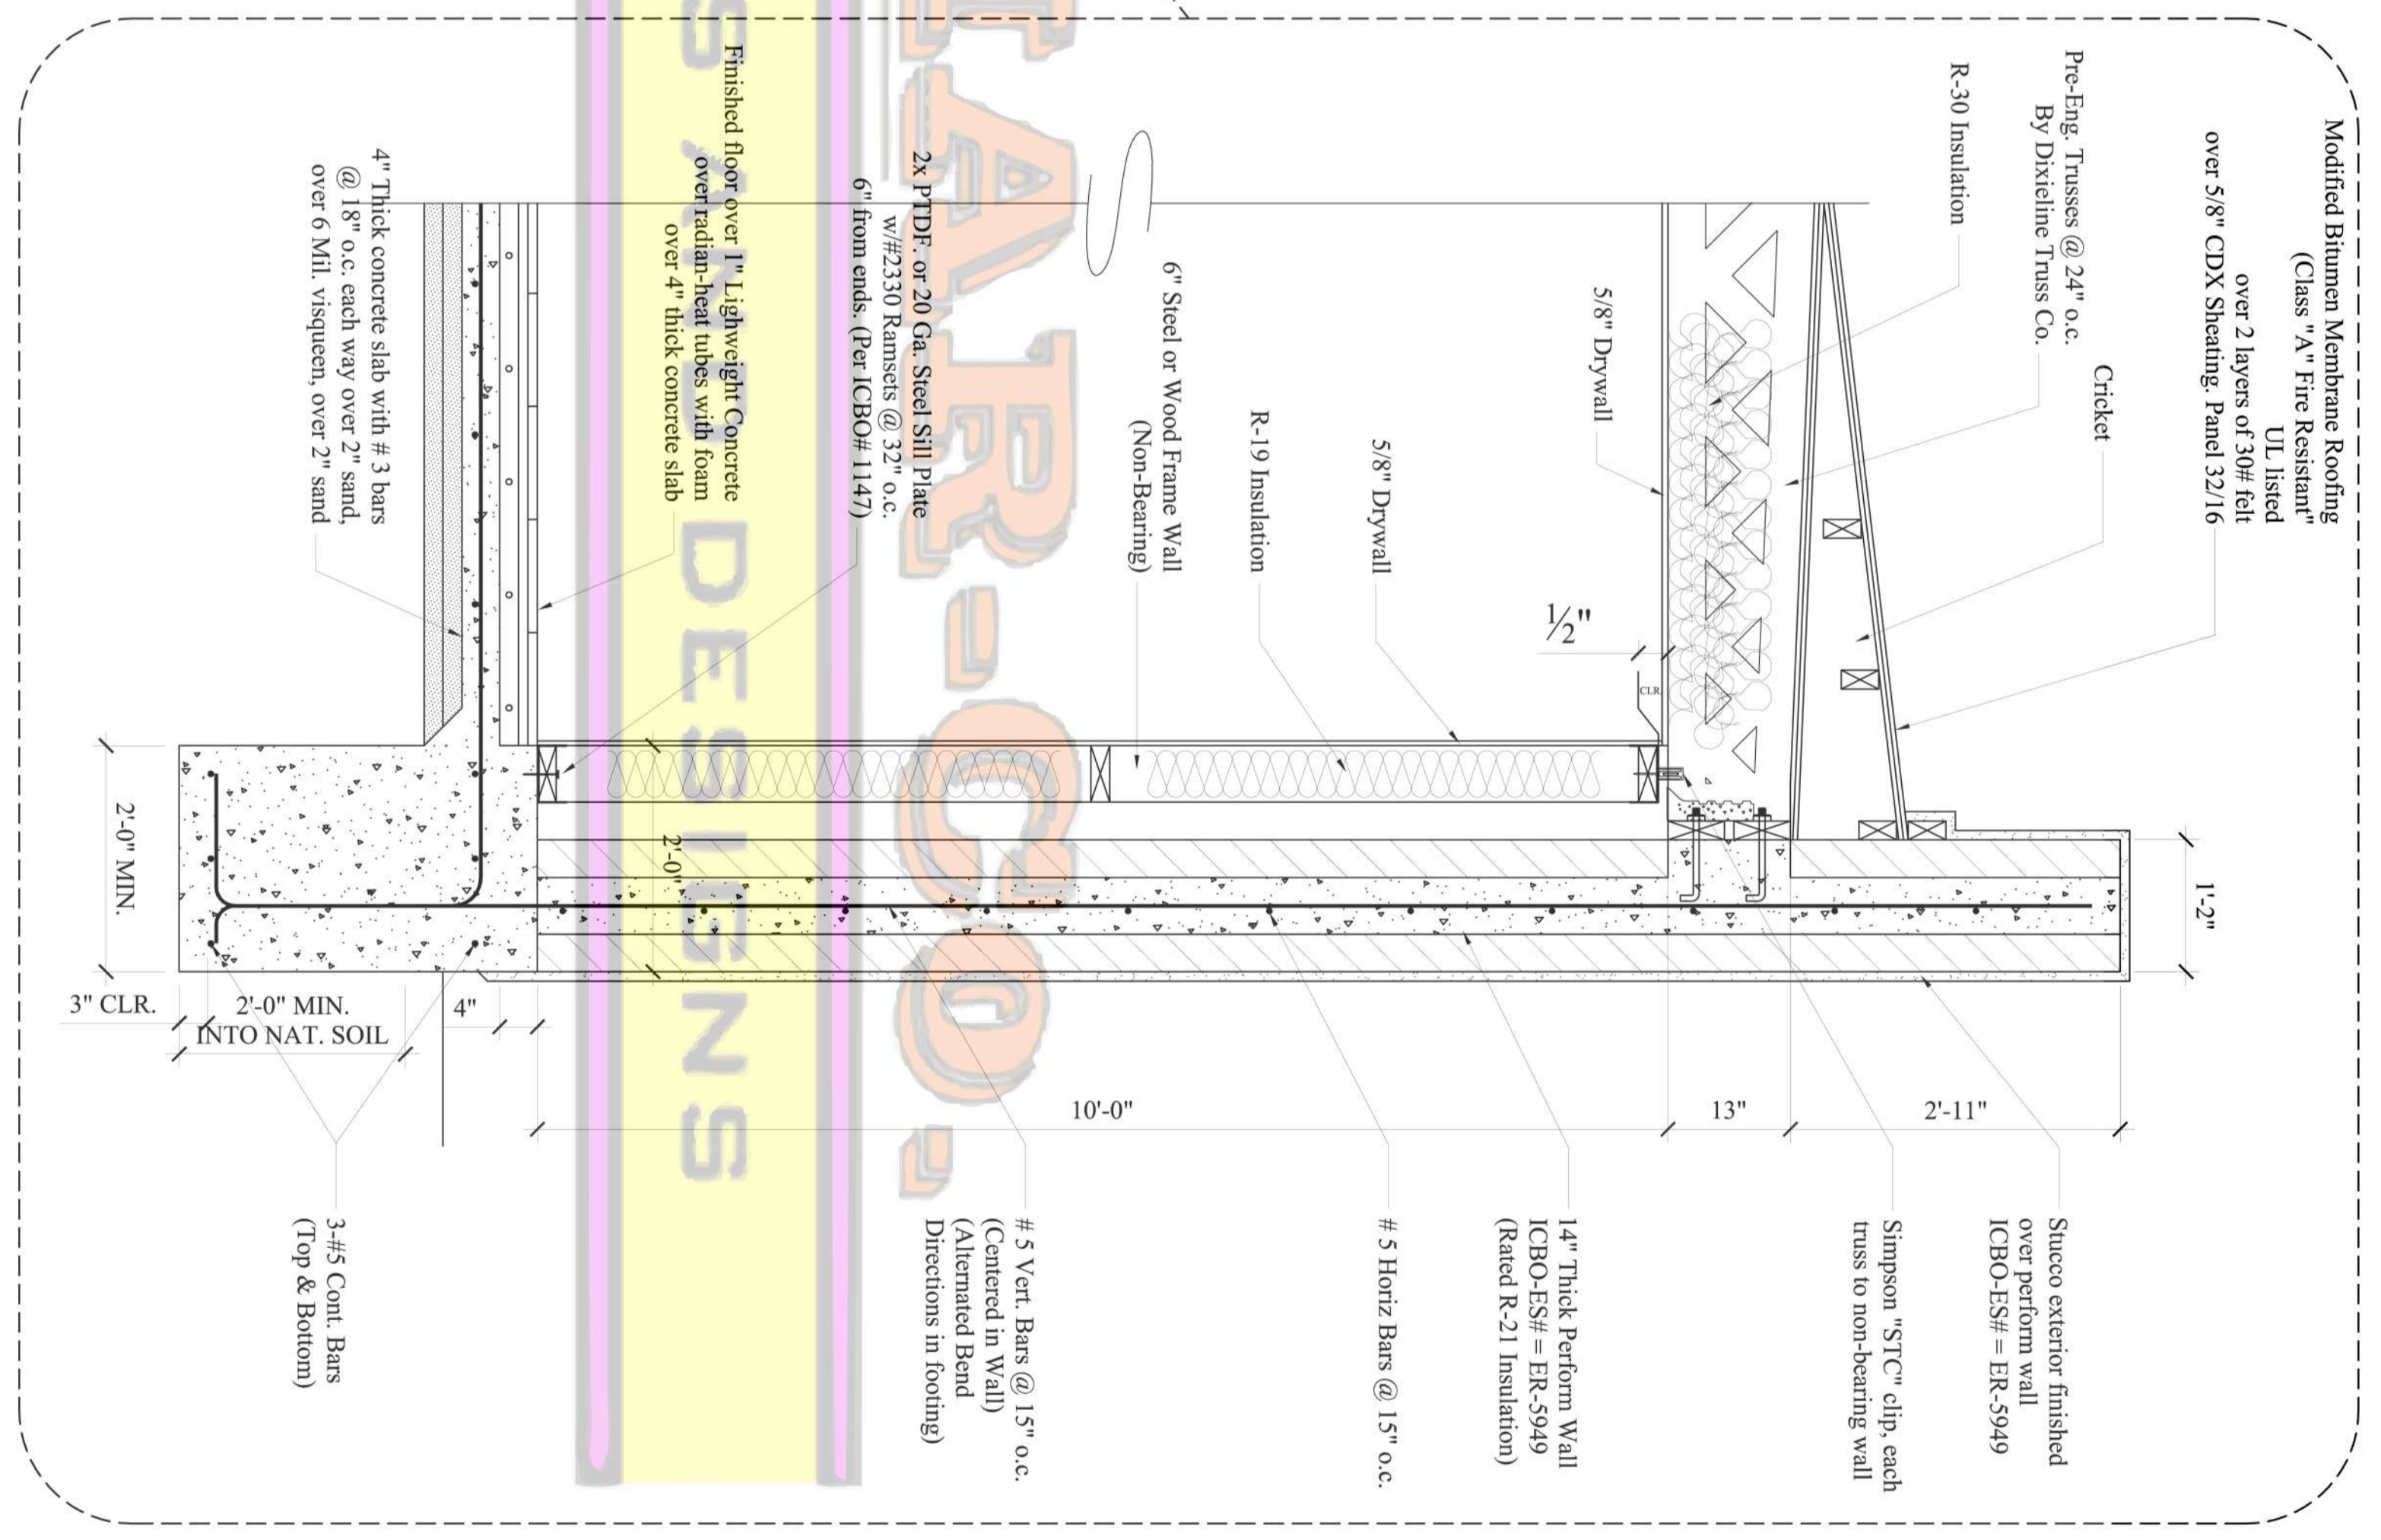 Modified Bitumen Membrane Roofing
(Class "A" Fire Resistant"
UL listed
over 2 layers of 30# felt
over 5/8" CDX Sheating. Panel 32/16
Cricket
Pre-Eng. Trusses @ 24" o.c.
By Dixieline Truss Co.
R-30 Insulation
5/8" Drywall
1/2"
CLR.
5/8" Drywall
R-19 Insulation
6" Steel or Wood Frame Wall
(Non-Bearing)
2x PTDF. or 20 Ga. Steel Sill Plate
w/#2330 Ramsets @ 32" o.c.
6" from ends. (Per ICBO# 1147)
Finished floor over 1" Lighweight Concrete
over radian-heat tubes with foam
over 4" thick concrete slab
4" Thick concrete slab with # 3 bars
@ 18" o.c. each way over 2" sand,
over 6 Mil. visqueen, over 2" sand
1'-2"
2'-11"
13"
10'-0"
2'-0"
4"
2'-0" MIN.
INTO NAT. SOIL
3" CLR.
2'-0" MIN.
Stucco exterior finished
over perform wall
ICBO-ES# = ER-5949
Simpson "STC" clip, each
truss to non-bearing wall
14" Thick Perform Wall
ICBO-ES# = ER-5949
(Rated R-21 Insulation)
# 5 Horiz Bars @ 15" o.c.
# 5 Vert. Bars @ 15" o.c.
(Centered in Wall)
(Alternated Bend
Directions in footing)
3-#5 Cont. Bars
(Top & Bottom)
TAR-CO.
S AND DESIGNS